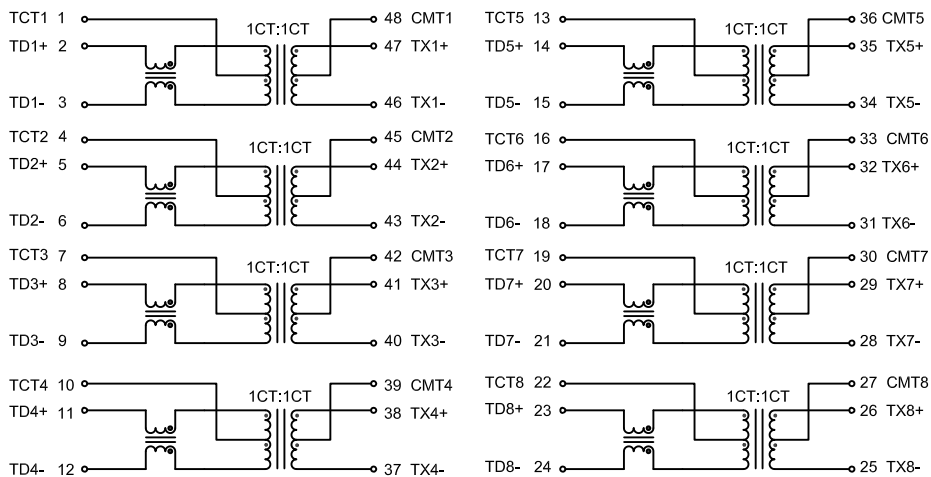 TCT1 1 1CT:1CT 48 CMT1
TD1+ 2 47 TX1+
TD1- 3 46 TX1-
TCT2 4 1CT:1CT 45 CMT2
TD2+ 5 44 TX2+
TD2- 6 43 TX2-
TCT3 7 1CT:1CT 42 CMT3
TD3+ 8 41 TX3+
TD3- 9 40 TX3-
TCT4 10 1CT:1CT 39 CMT4
TD4+ 11 38 TX4+
TD4- 12 37 TX4-
TCT5 13 1CT:1CT 36 CMT5
TD5+ 14 35 TX5+
TD5- 15 34 TX5-
TCT6 16 1CT:1CT 33 CMT6
TD6+ 17 32 TX6+
TD6- 18 31 TX6-
TCT7 19 1CT:1CT 30 CMT7
TD7+ 20 29 TX7+
TD7- 21 28 TX7-
TCT8 22 1CT:1CT 27 CMT8
TD8+ 23 26 TX8+
TD8- 24 25 TX8-